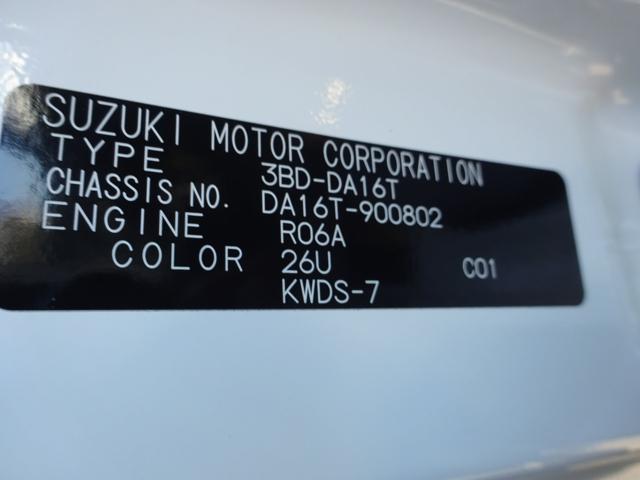 SUZUKI MOTOR CORPORATION
TYPE 3BD-DA16T
CHASSIS NO. DA16T-900802
ENGINE R06A
COLOR 26U C01
KWDS-7